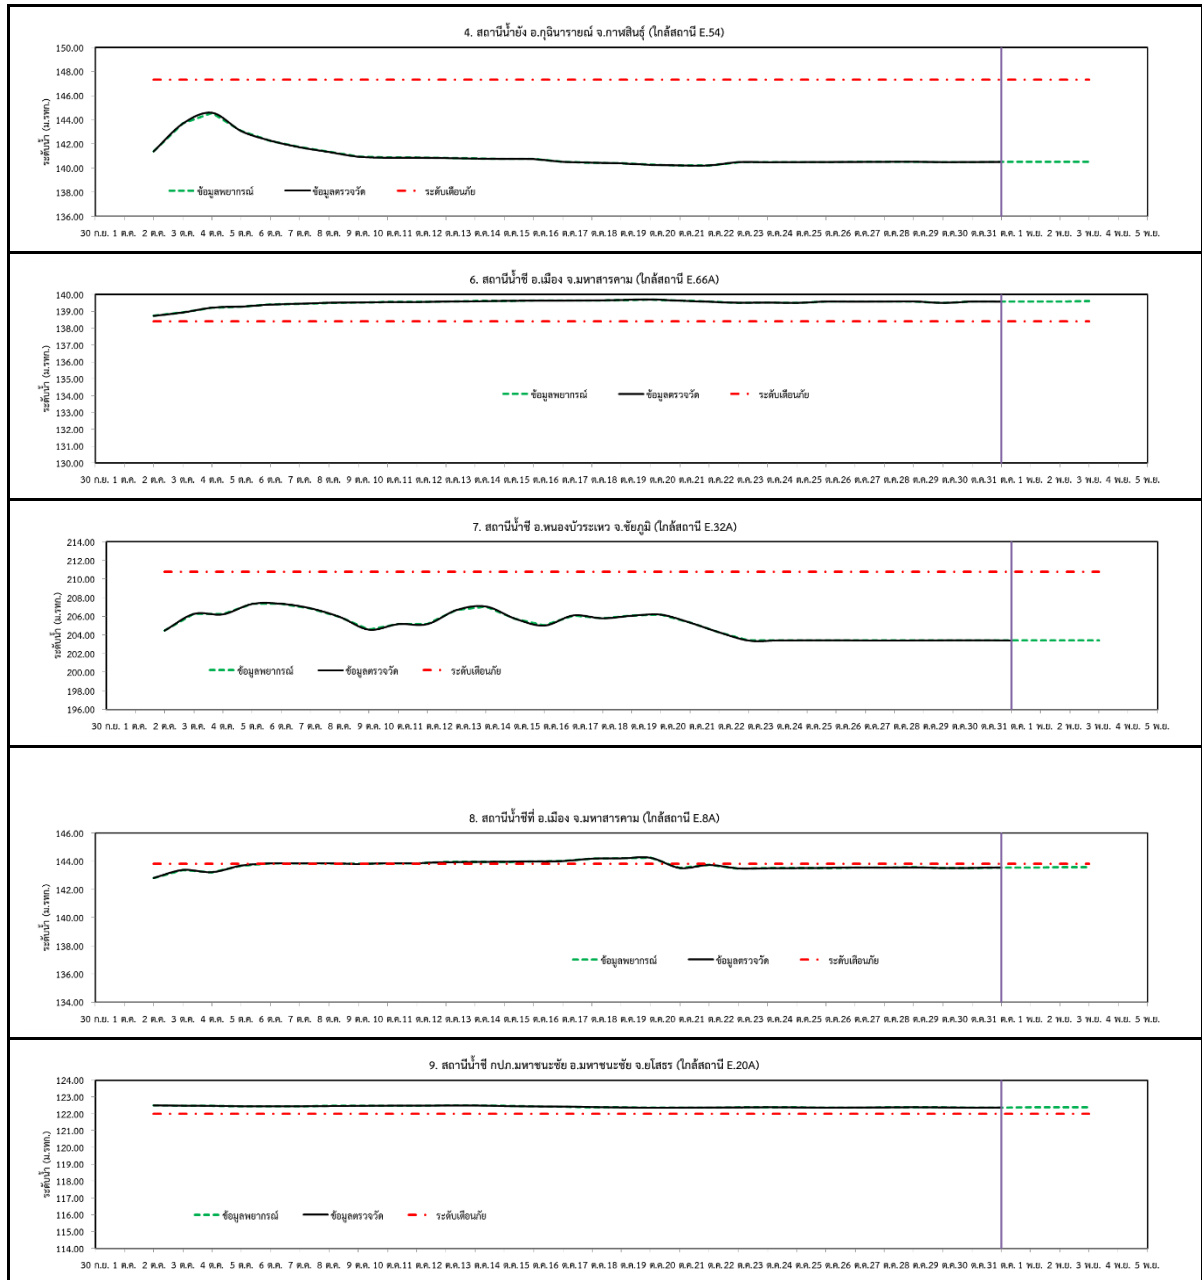 4. สถานีน้ำยัง อ.กุฉินารายณ์ จ.กาฬสินธุ์ (ใกล้สถานี E.54)
ระดับน้ำ (ม.รทก.)
150.00
148.00
146.00
144.00
142.00
140.00
138.00
136.00
ข้อมูลพยากรณ์ ข้อมูลตรวจวัด ระดับเตือนภัย
30 ก.ย. 1 ต.ค. 2 ต.ค. 3 ต.ค. 4 ต.ค. 5 ต.ค. 6 ต.ค. 7 ต.ค. 8 ต.ค. 9 ต.ค. 10 ต.ค.11 ต.ค.12 ต.ค.13 ต.ค.14 ต.ค.15 ต.ค.16 ต.ค.17 ต.ค.18 ต.ค.19 ต.ค.20 ต.ค.21 ต.ค.22 ต.ค.23 ต.ค.24 ต.ค.25 ต.ค.26 ต.ค.27 ต.ค.28 ต.ค.29 ต.ค.30 ต.ค.31 ต.ค. 1 พ.ย. 2 พ.ย. 3 พ.ย. 4 พ.ย. 5 พ.ย.
6. สถานีน้ำชี อ.เมือง จ.มหาสารคาม (ใกล้สถานี E.66A)
ระดับน้ำ (ม.รทก.)
140.00
139.00
138.00
137.00
136.00
135.00
134.00
133.00
132.00
131.00
130.00
ข้อมูลพยากรณ์ ข้อมูลตรวจวัด ระดับเตือนภัย
30 ก.ย. 1 ต.ค. 2 ต.ค. 3 ต.ค. 4 ต.ค. 5 ต.ค. 6 ต.ค. 7 ต.ค. 8 ต.ค. 9 ต.ค. 10 ต.ค.11 ต.ค.12 ต.ค.13 ต.ค.14 ต.ค.15 ต.ค.16 ต.ค.17 ต.ค.18 ต.ค.19 ต.ค.20 ต.ค.21 ต.ค.22 ต.ค.23 ต.ค.24 ต.ค.25 ต.ค.26 ต.ค.27 ต.ค.28 ต.ค.29 ต.ค.30 ต.ค.31 ต.ค. 1 พ.ย. 2 พ.ย. 3 พ.ย. 4 พ.ย. 5 พ.ย.
7. สถานีน้ำชี อ.หนองบัวระเหว จ.ชัยภูมิ (ใกล้สถานี E.32A)
ระดับน้ำ (ม.รทก.)
214.00
212.00
210.00
208.00
206.00
204.00
202.00
200.00
198.00
196.00
ข้อมูลพยากรณ์ ข้อมูลตรวจวัด ระดับเตือนภัย
30 ก.ย. 1 ต.ค. 2 ต.ค. 3 ต.ค. 4 ต.ค. 5 ต.ค. 6 ต.ค. 7 ต.ค. 8 ต.ค. 9 ต.ค. 10 ต.ค.11 ต.ค.12 ต.ค.13 ต.ค.14 ต.ค.15 ต.ค.16 ต.ค.17 ต.ค.18 ต.ค.19 ต.ค.20 ต.ค.21 ต.ค.22 ต.ค.23 ต.ค.24 ต.ค.25 ต.ค.26 ต.ค.27 ต.ค.28 ต.ค.29 ต.ค.30 ต.ค.31 ต.ค. 1 พ.ย. 2 พ.ย. 3 พ.ย. 4 พ.ย. 5 พ.ย.
8. สถานีน้ำชีที่ อ.เมือง จ.มหาสารคาม (ใกล้สถานี E.8A)
ระดับน้ำ (ม.รทก.)
146.00
144.00
142.00
140.00
138.00
136.00
134.00
ข้อมูลพยากรณ์ ข้อมูลตรวจวัด ระดับเตือนภัย
30 ก.ย. 1 ต.ค. 2 ต.ค. 3 ต.ค. 4 ต.ค. 5 ต.ค. 6 ต.ค. 7 ต.ค. 8 ต.ค. 9 ต.ค. 10 ต.ค.11 ต.ค.12 ต.ค.13 ต.ค.14 ต.ค.15 ต.ค.16 ต.ค.17 ต.ค.18 ต.ค.19 ต.ค.20 ต.ค.21 ต.ค.22 ต.ค.23 ต.ค.24 ต.ค.25 ต.ค.26 ต.ค.27 ต.ค.28 ต.ค.29 ต.ค.30 ต.ค.31 ต.ค. 1 พ.ย. 2 พ.ย. 3 พ.ย. 4 พ.ย. 5 พ.ย.
9. สถานีน้ำชี กปภ.มหาชนะชัย อ.มหาชนะชัย จ.ยโสธร (ใกล้สถานี E.20A)
ระดับน้ำ (ม.รทก.)
124.00
123.00
122.00
121.00
120.00
119.00
118.00
117.00
116.00
115.00
114.00
ข้อมูลพยากรณ์ ข้อมูลตรวจวัด ระดับเตือนภัย
30 ก.ย. 1 ต.ค. 2 ต.ค. 3 ต.ค. 4 ต.ค. 5 ต.ค. 6 ต.ค. 7 ต.ค. 8 ต.ค. 9 ต.ค. 10 ต.ค.11 ต.ค.12 ต.ค.13 ต.ค.14 ต.ค.15 ต.ค.16 ต.ค.17 ต.ค.18 ต.ค.19 ต.ค.20 ต.ค.21 ต.ค.22 ต.ค.23 ต.ค.24 ต.ค.25 ต.ค.26 ต.ค.27 ต.ค.28 ต.ค.29 ต.ค.30 ต.ค.31 ต.ค. 1 พ.ย. 2 พ.ย. 3 พ.ย. 4 พ.ย. 5 พ.ย.